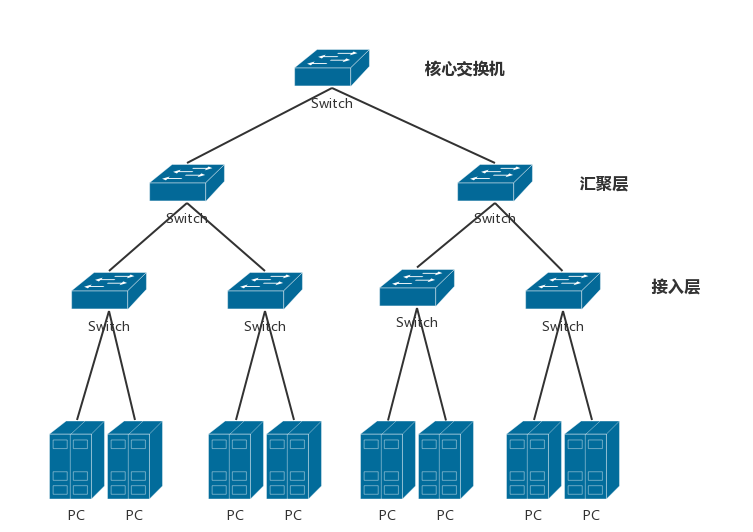 核心交换机
Switch
汇聚层
Switch Switch
接入层
Switch Switch Switch Switch
PC PC PC PC PC PC PC PC